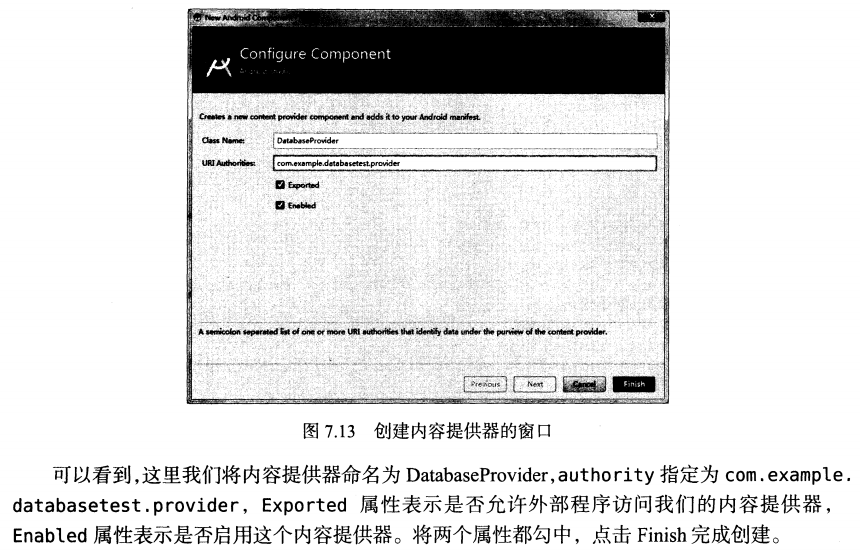 New Android Com
Configure Component
Creates a new content provider component and adds it to your Android manifest.
Class Name: DatabaseProvider
URI Authorities: com.example.databasetest.provider
Exported
Enabled
A semicolon separated list of one or more URI authorities that identify data under the purview of the content provider.
Previous Next Cancel Finish
图 7.13 创建内容提供器的窗口
可以看到,这里我们将内容提供器命名为 DatabaseProvider,authority 指定为 com.example.
databasetest.provider，Exported 属性表示是否允许外部程序访问我们的内容提供器，
Enabled 属性表示是否启用这个内容提供器。将两个属性都勾中，点击 Finish 完成创建。